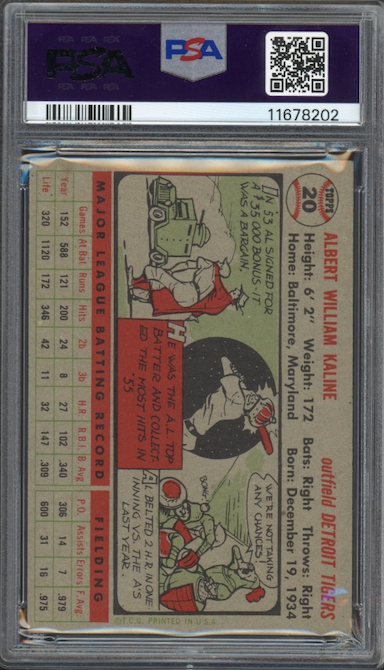 PSA
PSA
11678202
TOPPS
20
ALBERT WILLIAM KALINE
outfield DETROIT TIGERS
Height: 6' 2" Weight: 172 Bats: Right Throws: Right
Home: Baltimore, Maryland Born: December 19, 1934
IN '53 AL SIGNED FOR
A $35,000 BONUS-IT
WAS A BARGAIN.
HE WAS THE A.L. TOP
BATTER AND COLLECT-
ED THE MOST HITS IN
'55
WE'RE NOT TAKING
ANY CHANCES!
BONG!
AL BELTED 2 H.R. IN ONE
INNING VS. THE A'S
LAST YEAR.
©T.C.G. PRINTED IN U.S.A.
MAJOR LEAGUE BATTING RECORD
FIELDING
Games At Bat Runs Hits 2b 3b H.R. R.B.I. B. Avg. P.O. Assists Errors F. Avg.
Year 152 588 121 200 24 8 27 102 .340 306 14 7 .979
Life 320 1120 172 346 42 11 32 147 .309 600 31 16 .975